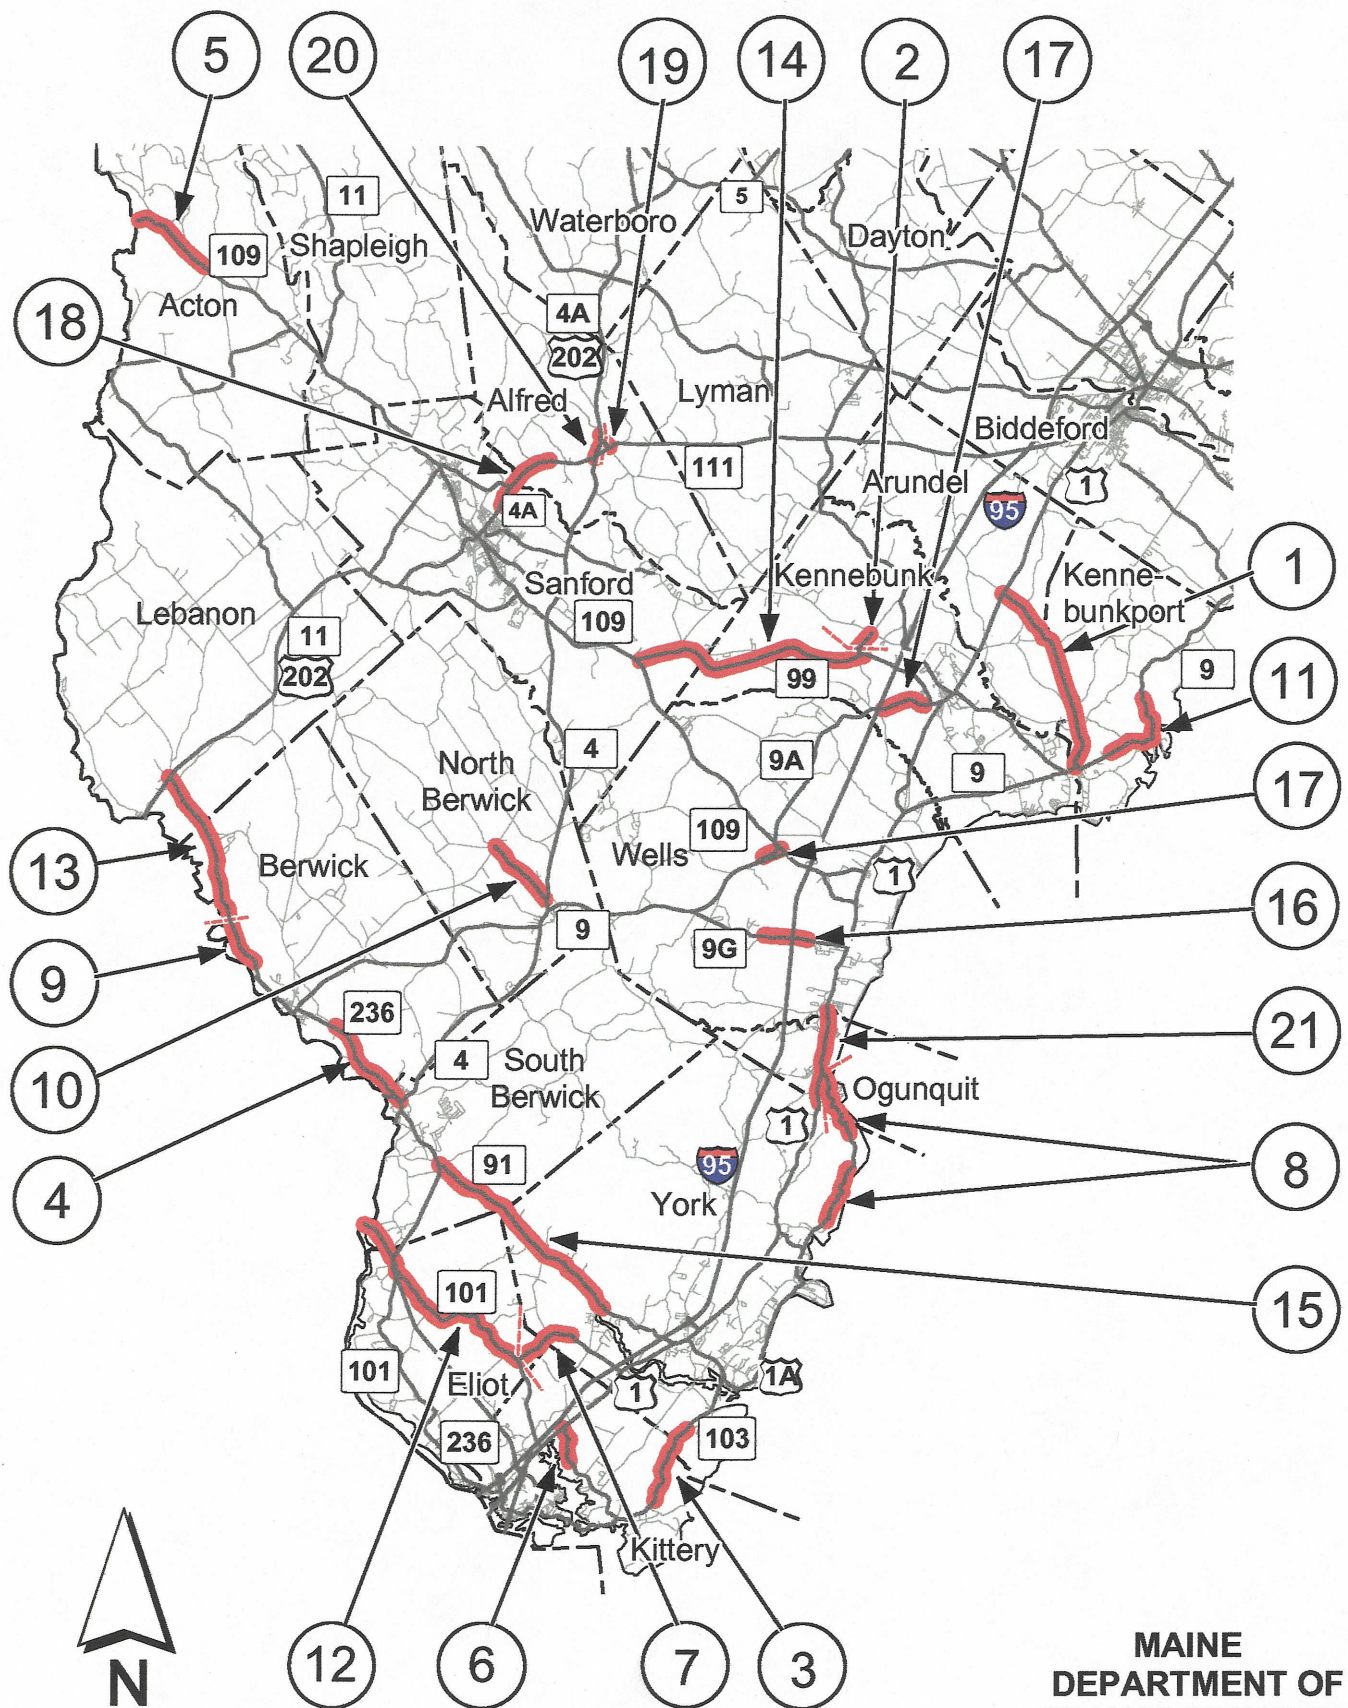 5
20
19
14
2
17
5
11
Waterboro
Dayton
109
Shapleigh
Acton
4A
18
202
Lyman
Alfred
Biddeford
111
Arundel
1
4A
95
Kennebunk
Kenne-
bunkport
1
Sanford
Lebanon
109
11
202
99
9
11
4
9A
North
Berwick
9
17
109
Wells
Berwick
13
1
16
9
9G
9
236
21
10
4
South
Berwick
Ogunquit
1
8
91
95
4
York
101
15
101
1A
Eliot
1
236
103
Kittery
N
12
6
7
3
MAINE
DEPARTMENT OF